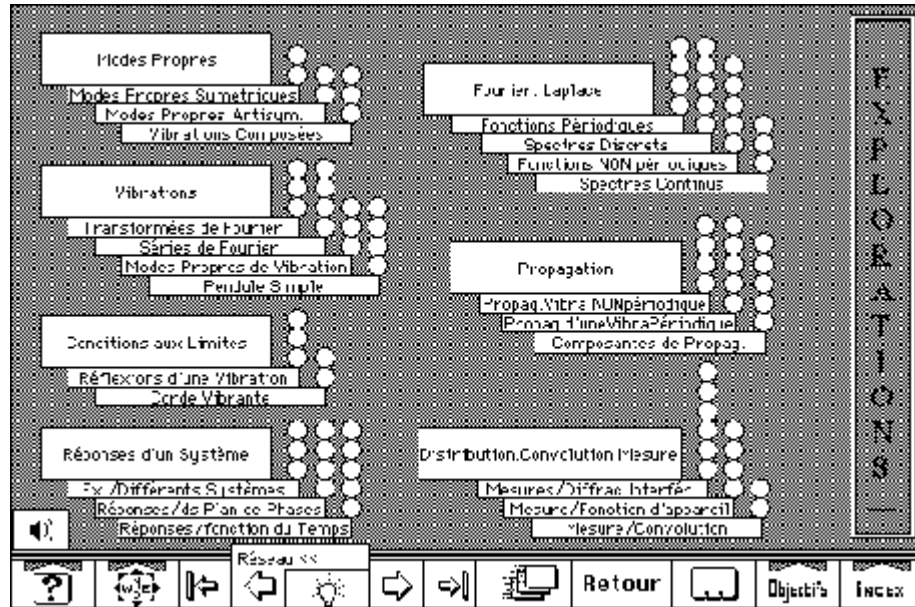 Modes Propres
Modes Propres Sumetriques
Modes Propres Antisym.
Vibrations Composées
Vibrations
Transformées de Fourier
Séries de Fourier
Modes Propres de Vibration
Pendule Simple
Conditions aux Limites
Réflexions d'une Vibration
Corde Vibrante
Réponses d'un Système
Ex./Différents Systèmes
Réponses/ds Plan de Phases
Réponses/fonction du Temps
Fourier, Laplace
Fonctions Périodiques
Spectres Discrets
Fonctions NON périodiques
Spectres Continus
Propagation
Propag.Vibra NONpériodique
Propag d'uneVibraPériodique
Composantes de Propag.
Distribution.Convolution Mesure
Mesures/Diffrac Interfér
Mesure/Fonction d'appareil
Mesure/Convolution
EXPLORATIONS
Réseau <<
?
Retour
Objectifs
INDEX